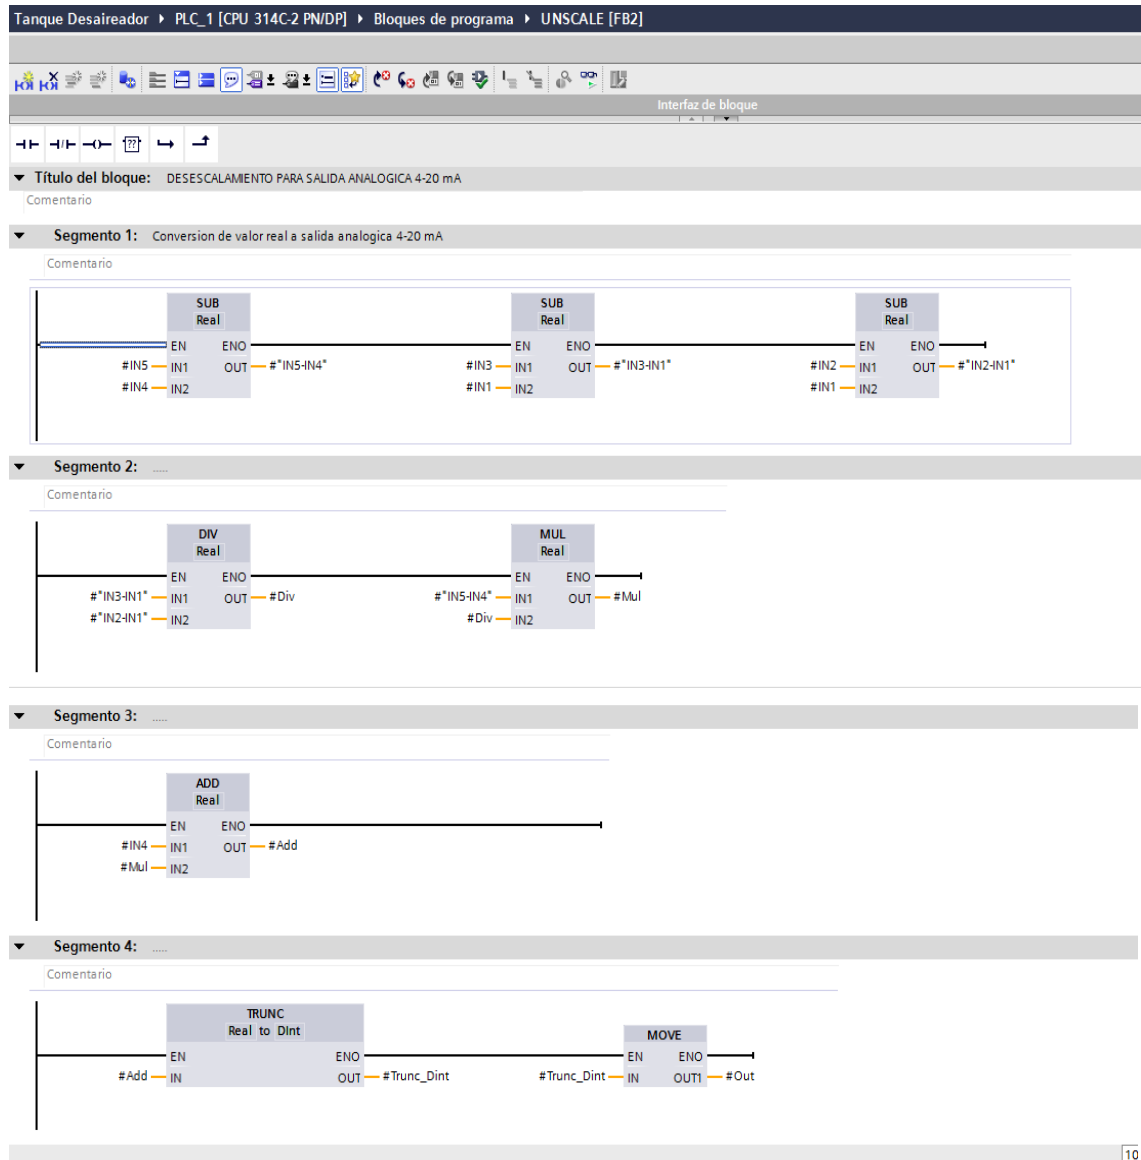 Tanque Desaireador ▸ PLC_1 [CPU 314C-2 PN/DP] ▸ Bloques de programa ▸ UNSCALE [FB2]
Interfaz de bloque
??
Título del bloque: DESESCALAMIENTO PARA SALIDA ANALOGICA 4-20 mA
Comentario
Segmento 1: Conversion de valor real a salida analogica 4-20 mA
Comentario
SUB SUB SUB
Real Real Real
EN ENO EN ENO EN ENO
#IN5 IN1 OUT #"IN5-IN4" #IN3 IN1 OUT #"IN3-IN1" #IN2 IN1 OUT #"IN2-IN1"
#IN4 IN2 #IN1 IN2 #IN1 IN2
Segmento 2: .....
Comentario
DIV MUL
Real Real
EN ENO EN ENO
#"IN3-IN1" IN1 OUT #Div #"IN5-IN4" IN1 OUT #Mul
#"IN2-IN1" IN2 #Div IN2
Segmento 3: .....
Comentario
ADD
Real
EN ENO
#IN4 IN1 OUT #Add
#Mul IN2
Segmento 4: .....
Comentario
TRUNC
Real to DInt MOVE
EN ENO EN ENO
#Add IN OUT #Trunc_Dint #Trunc_Dint IN OUT1 #Out
10